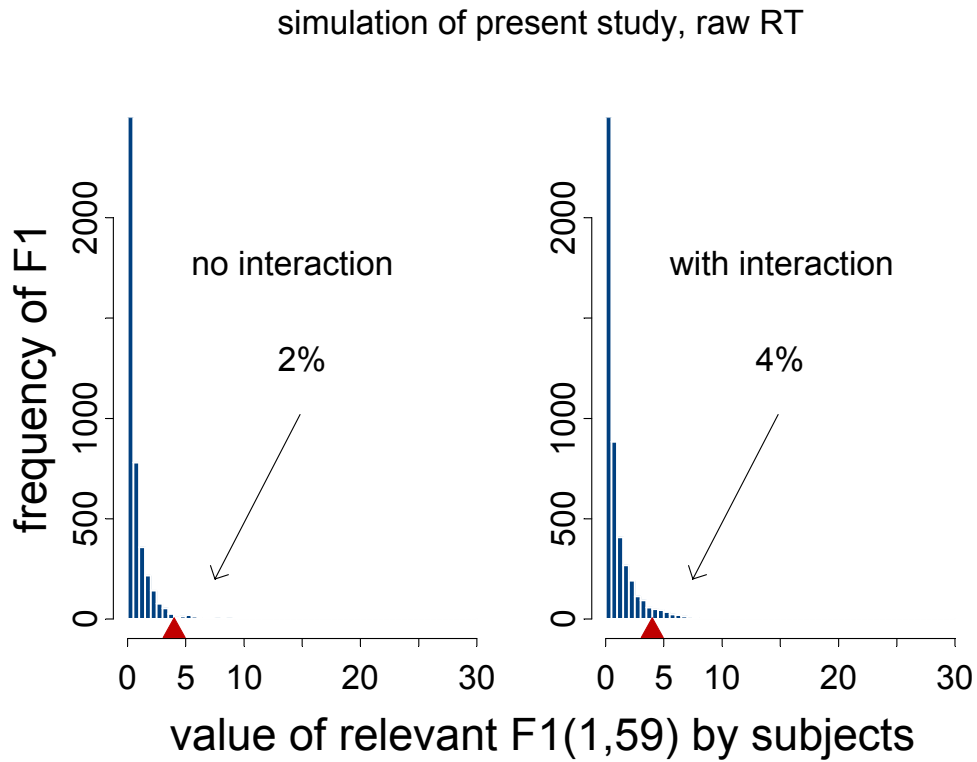 simulation of present study, raw RT
frequency of F1
2000
1000
500
0
no interaction
2%
0 5 10 20 30
2000
1000
500
0
with interaction
4%
0 5 10 20 30
value of relevant F1(1,59) by subjects